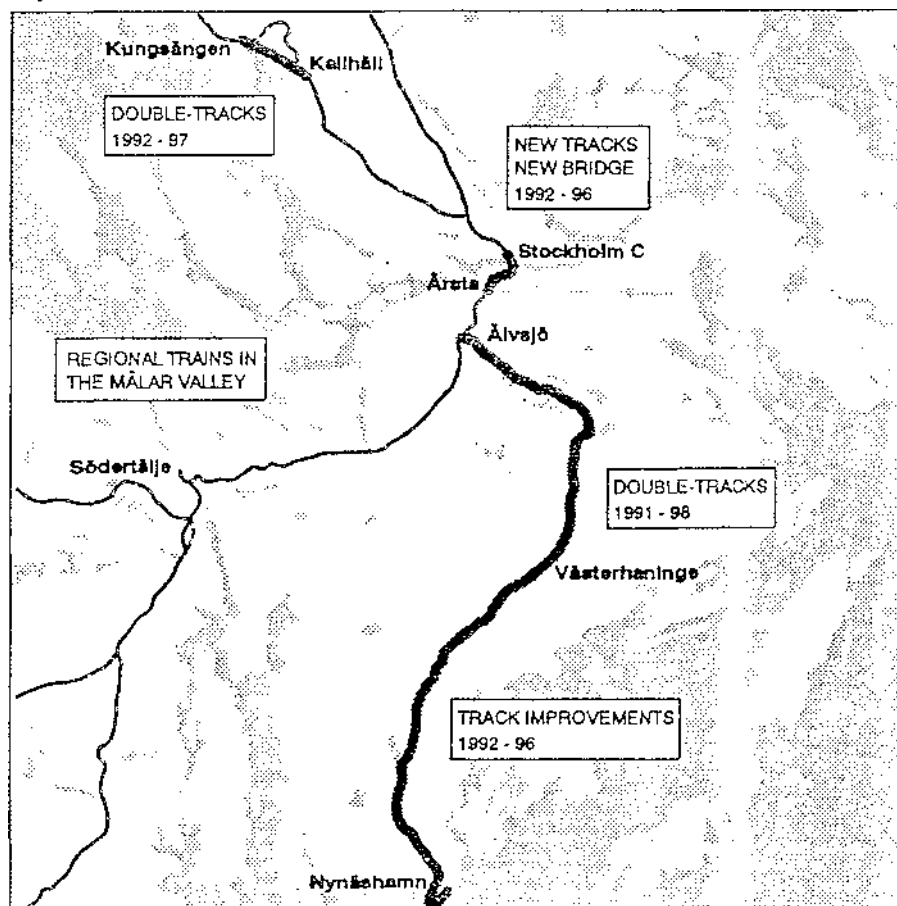 Kungsängen
Kallhäll
DOUBLE-TRACKS
1992 - 97
NEW TRACKS
NEW BRIDGE
1992 - 96
Stockholm C
Årsta
Älvsjö
REGIONAL TRAINS IN
THE MÄLAR VALLEY
Södertälje
DOUBLE-TRACKS
1991 - 98
Västerhaninge
TRACK IMPROVEMENTS
1992 - 96
Nynäshamn